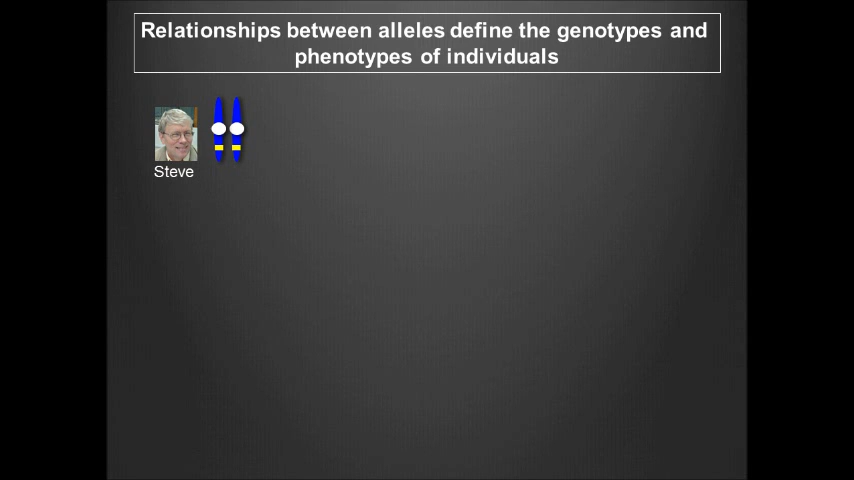 Relationships between alleles define the genotypes and
phenotypes of individuals
Steve